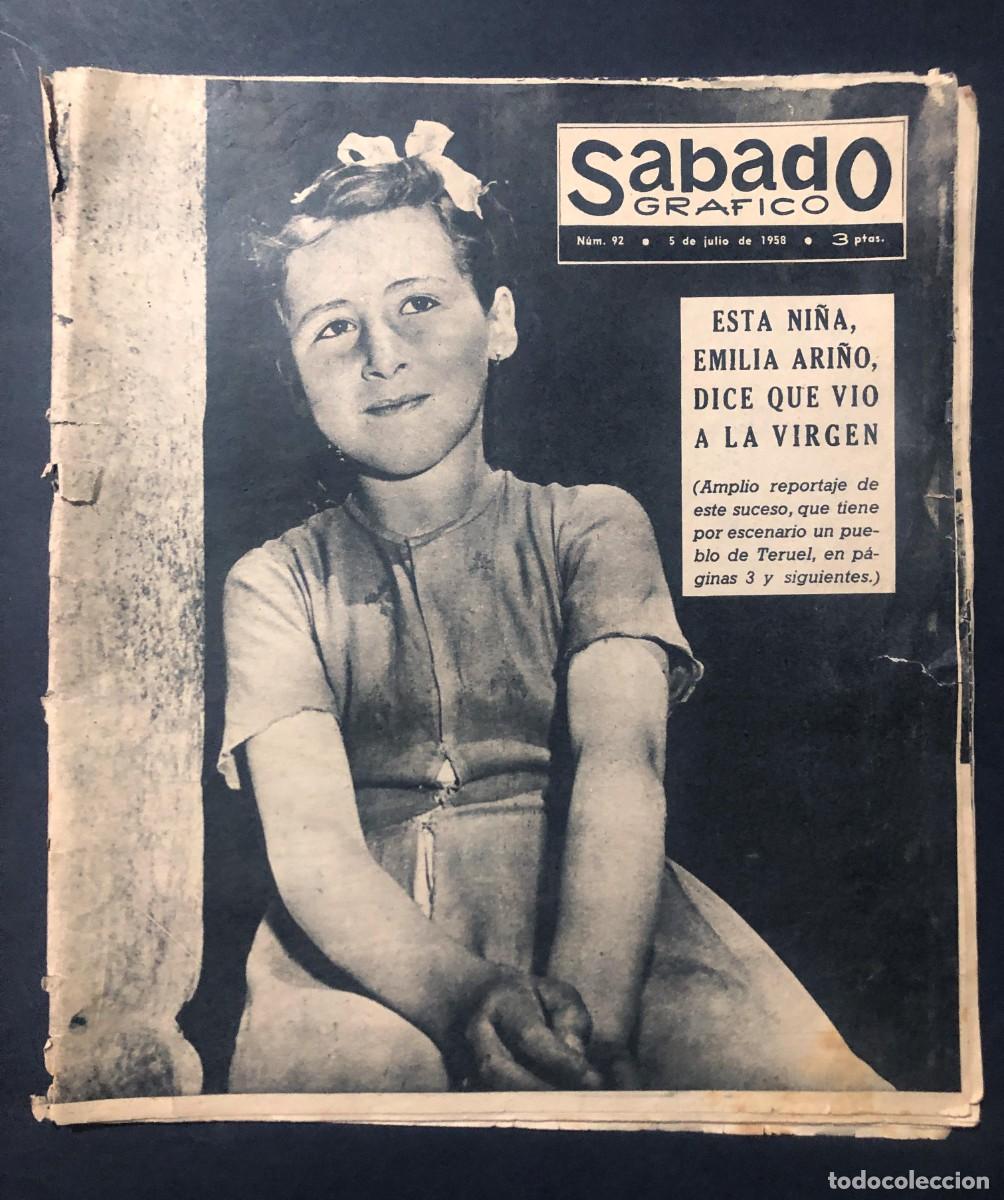 Sabado
GRAFICO
Núm. 92 • 5 de julio de 1958 • 3 ptas.
ESTA NIÑA,
EMILIA ARIÑO,
DICE QUE VIO
A LA VIRGEN
(Amplio reportaje de
este suceso, que tiene
por escenario un pue-
blo de Teruel, en pá-
ginas 3 y siguientes.)
todocoleccion